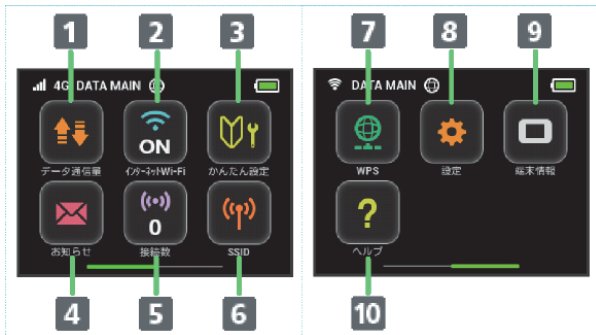 1 2 3
4G DATA MAIN
ON
データ通信量 インターネットWi-Fi かんたん設定
0
お知らせ 接続数 SSID
4 5 6
7 8 9
DATA MAIN
WPS 設定 端末情報
?
ヘルプ
10